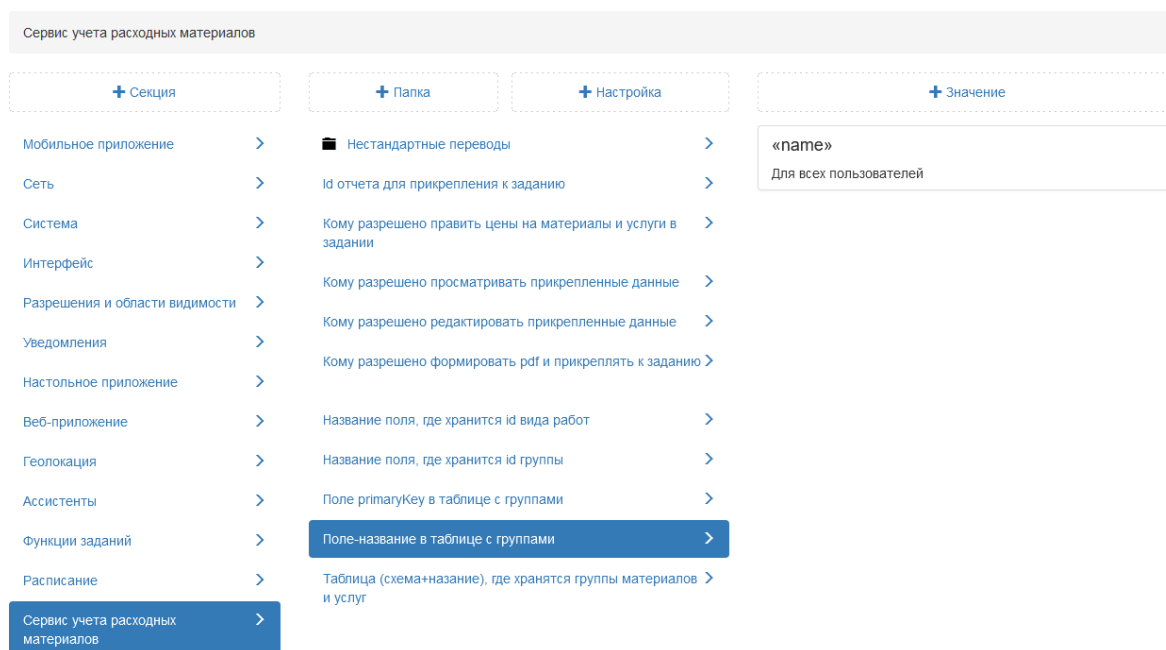 Сервис учета расходных материалов
+ Секция
+ Папка
+ Настройка
+ Значение
Мобильное приложение
Сеть
Система
Интерфейс
Разрешения и области видимости
Уведомления
Настольное приложение
Веб-приложение
Геолокация
Ассистенты
Функции заданий
Расписание
Сервис учета расходных
материалов
Нестандартные переводы
Id отчета для прикрепления к заданию
Кому разрешено править цены на материалы и услуги в
задании
Кому разрешено просматривать прикрепленные данные
Кому разрешено редактировать прикрепленные данные
Кому разрешено формировать pdf и прикреплять к заданию
Название поля, где хранится id вида работ
Название поля, где хранится id группы
Поле primaryKey в таблице с группами
Поле-название в таблице с группами
Таблица (схема+назание), где хранятся группы материалов
и услуг
«name»
Для всех пользователей